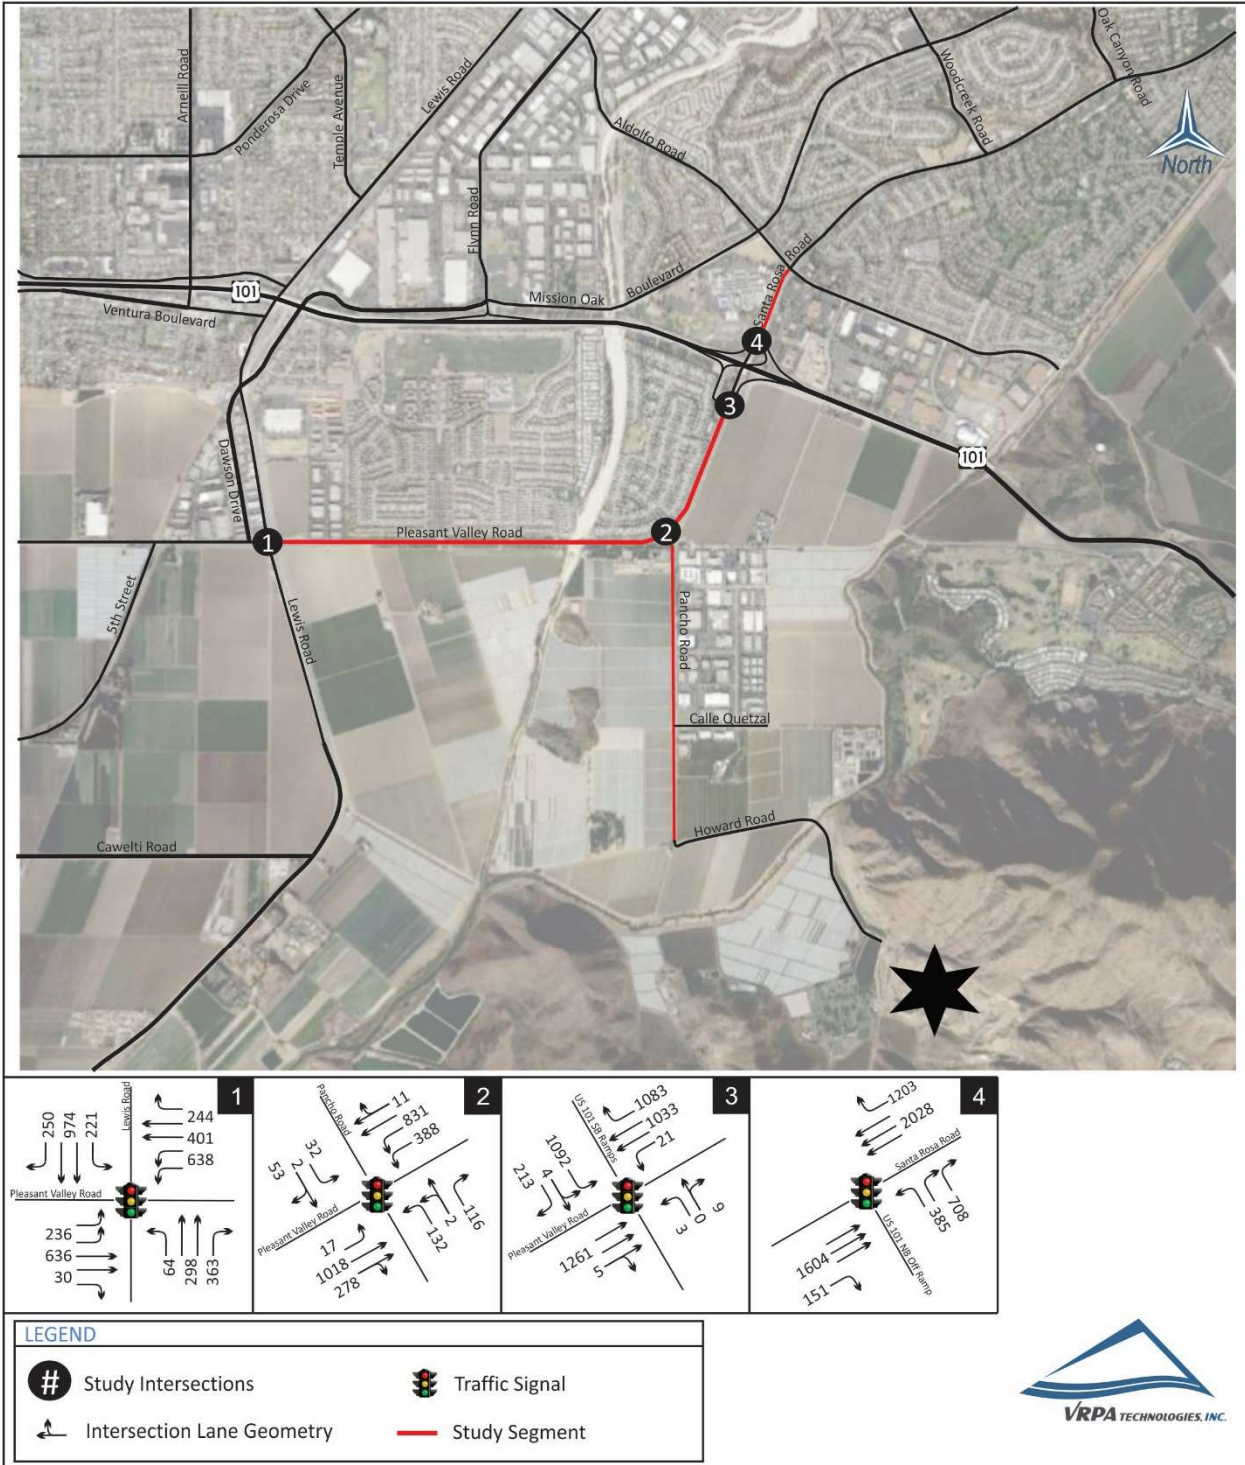 Arneill Road
Ponderosa Drive
Temple Avenue
Lewis Road
Flynn Road
Aldolfo Road
Woodcreek Road
Oak Canyon Road
North
101
Ventura Boulevard
Mission Oak
Boulevard
Santa Rosa Road
4
3
101
Dawson Drive
1
Pleasant Valley Road
2
5th Street
Lewis Road
Pancho Road
Calle Quetzal
Howard Road
Cawelti Road
1
Lewis Road
250
974
221
244
401
638
Pleasant Valley Road
236
636
30
64
298
363
2
Pancho Road
11
831
388
32
2
53
Pleasant Valley Road
17
1018
278
132
2
116
3
US 101 SB Ramps
1083
1033
21
1092
4
213
Pleasant Valley Road
1261
5
3
0
9
4
1203
2028
Santa Rosa Road
708
385
1604
151
US 101 NB Off Ramp
LEGEND
# Study Intersections
Traffic Signal
Intersection Lane Geometry
Study Segment
VRPA TECHNOLOGIES, INC.